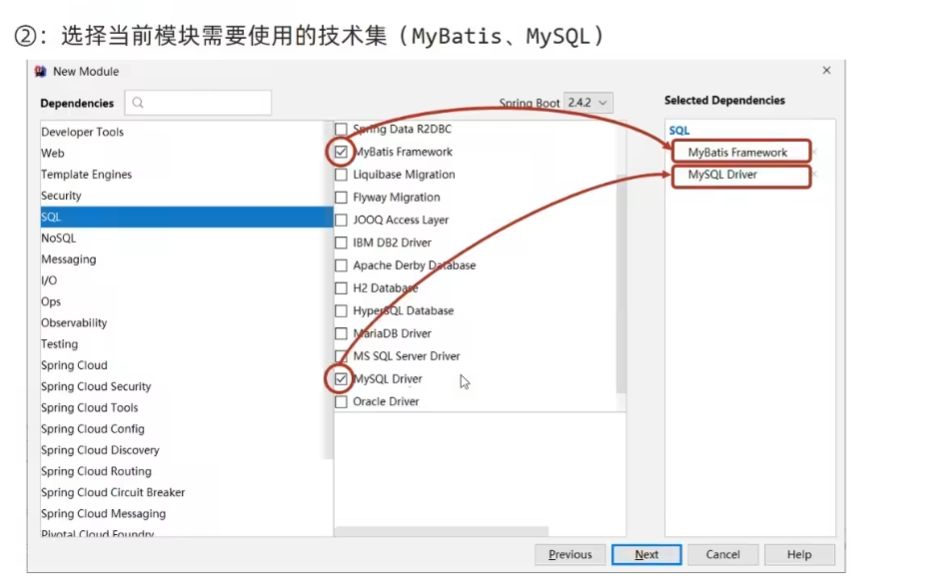 ②：选择当前模块需要使用的技术集（MyBatis、MySQL）
New Module
Dependencies
Spring Boot 2.4.2
Selected Dependencies
Developer Tools
Web
Template Engines
Security
SQL
NoSQL
Messaging
I/O
Ops
Observability
Testing
Spring Cloud
Spring Cloud Security
Spring Cloud Tools
Spring Cloud Config
Spring Cloud Discovery
Spring Cloud Routing
Spring Cloud Circuit Breaker
Spring Cloud Messaging
Pivotal Cloud Foundry
Spring Data R2DBC
MyBatis Framework
Liquibase Migration
Flyway Migration
JOOQ Access Layer
IBM DB2 Driver
Apache Derby Database
H2 Database
HyperSQL Database
MariaDB Driver
MS SQL Server Driver
MySQL Driver
Oracle Driver
SQL
MyBatis Framework
MySQL Driver
Previous
Next
Cancel
Help